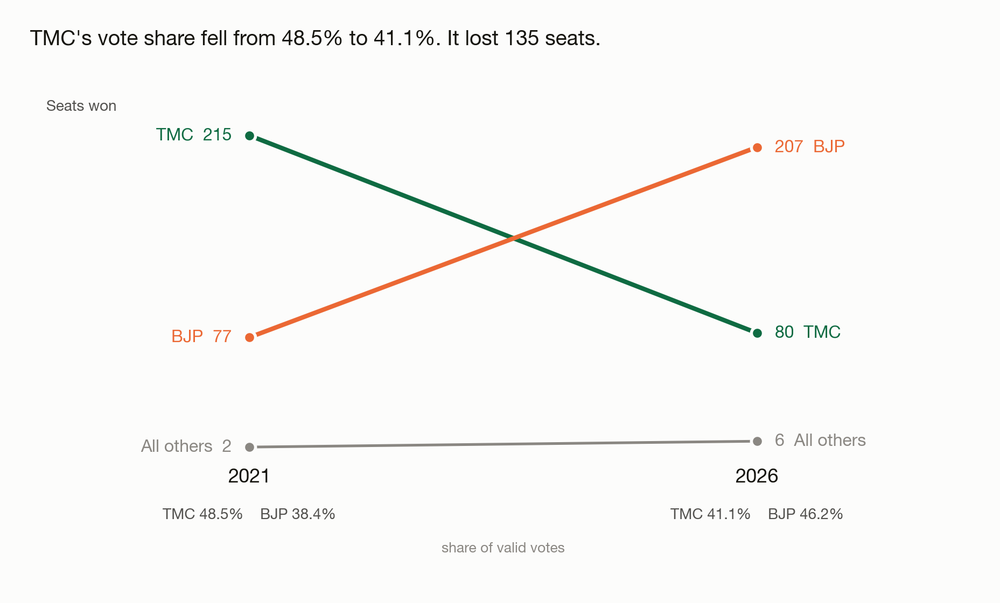 TMC's vote share fell from 48.5% to 41.1%. It lost 135 seats.
Seats won
TMC 215
207 BJP
BJP 77
80 TMC
All others 2
6 All others
2021
2026
TMC 48.5% BJP 38.4%
TMC 41.1% BJP 46.2%
share of valid votes